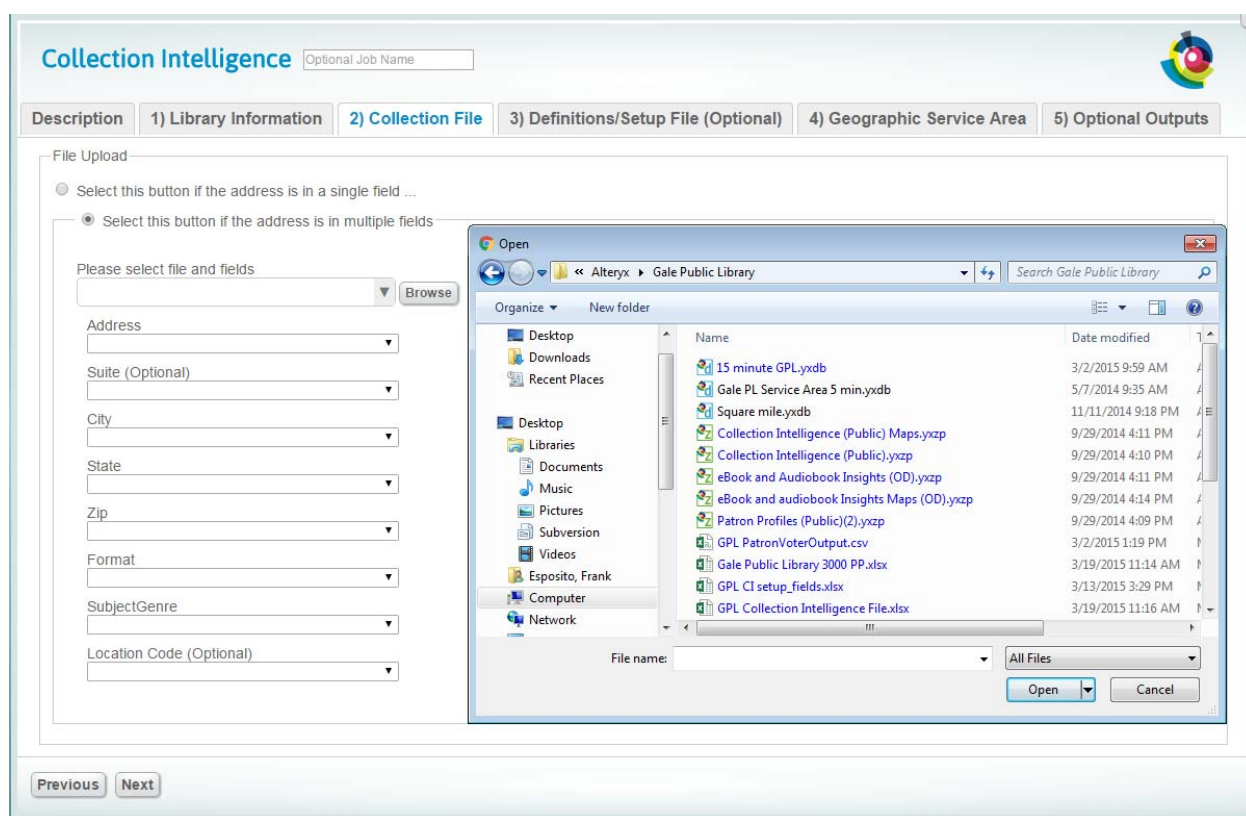 Collection Intelligence Optional Job Name
Description 1) Library Information 2) Collection File 3) Definitions/Setup File (Optional) 4) Geographic Service Area 5) Optional Outputs
File Upload
Select this button if the address is in a single field ...
Select this button if the address is in multiple fields
Please select file and fields
Browse
Address
Suite (Optional)
City
State
Zip
Format
SubjectGenre
Location Code (Optional)
Open
« Alteryx Gale Public Library Search Gale Public Library
Organize New folder
Desktop
Downloads
Recent Places
Desktop
Libraries
Documents
Music
Pictures
Subversion
Videos
Esposito, Frank
Computer
Network
Name Date modified
15 minute GPL.yxdb 3/2/2015 9:59 AM
Gale PL Service Area 5 min.yxdb 5/7/2014 9:35 AM
Square mile.yxdb 11/11/2014 9:18 PM
Collection Intelligence (Public) Maps.yxzp 9/29/2014 4:11 PM
Collection Intelligence (Public).yxzp 9/29/2014 4:10 PM
eBook and Audiobook Insights (OD).yxzp 9/29/2014 4:11 PM
eBook and audiobook Insights Maps (OD).yxzp 9/29/2014 4:14 PM
Patron Profiles (Public)(2).yxzp 9/29/2014 4:09 PM
GPL PatronVoterOutput.csv 3/2/2015 1:19 PM
Gale Public Library 3000 PP.xlsx 3/19/2015 11:14 AM
GPL CI setup_fields.xlsx 3/13/2015 3:29 PM
GPL Collection Intelligence File.xlsx 3/19/2015 11:16 AM
File name: All Files
Open Cancel
Previous Next